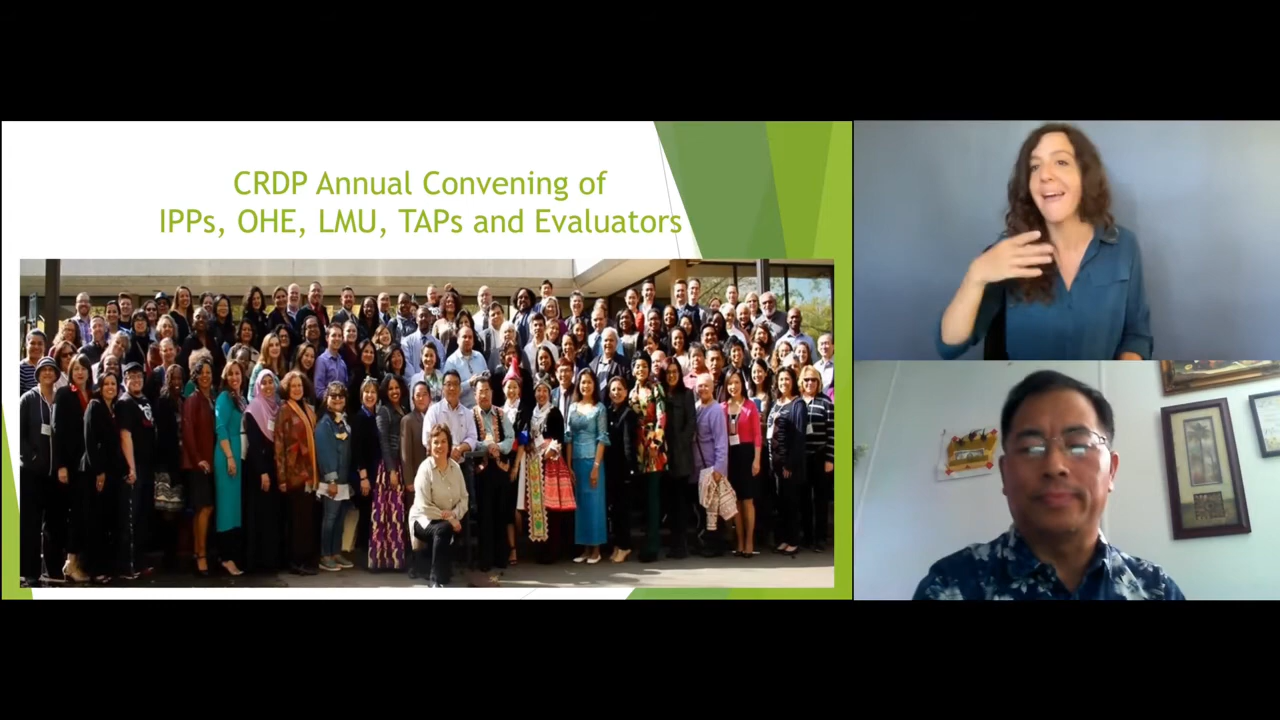 CRDP Annual Convening of
IPPs, OHE, LMU, TAPs and Evaluators